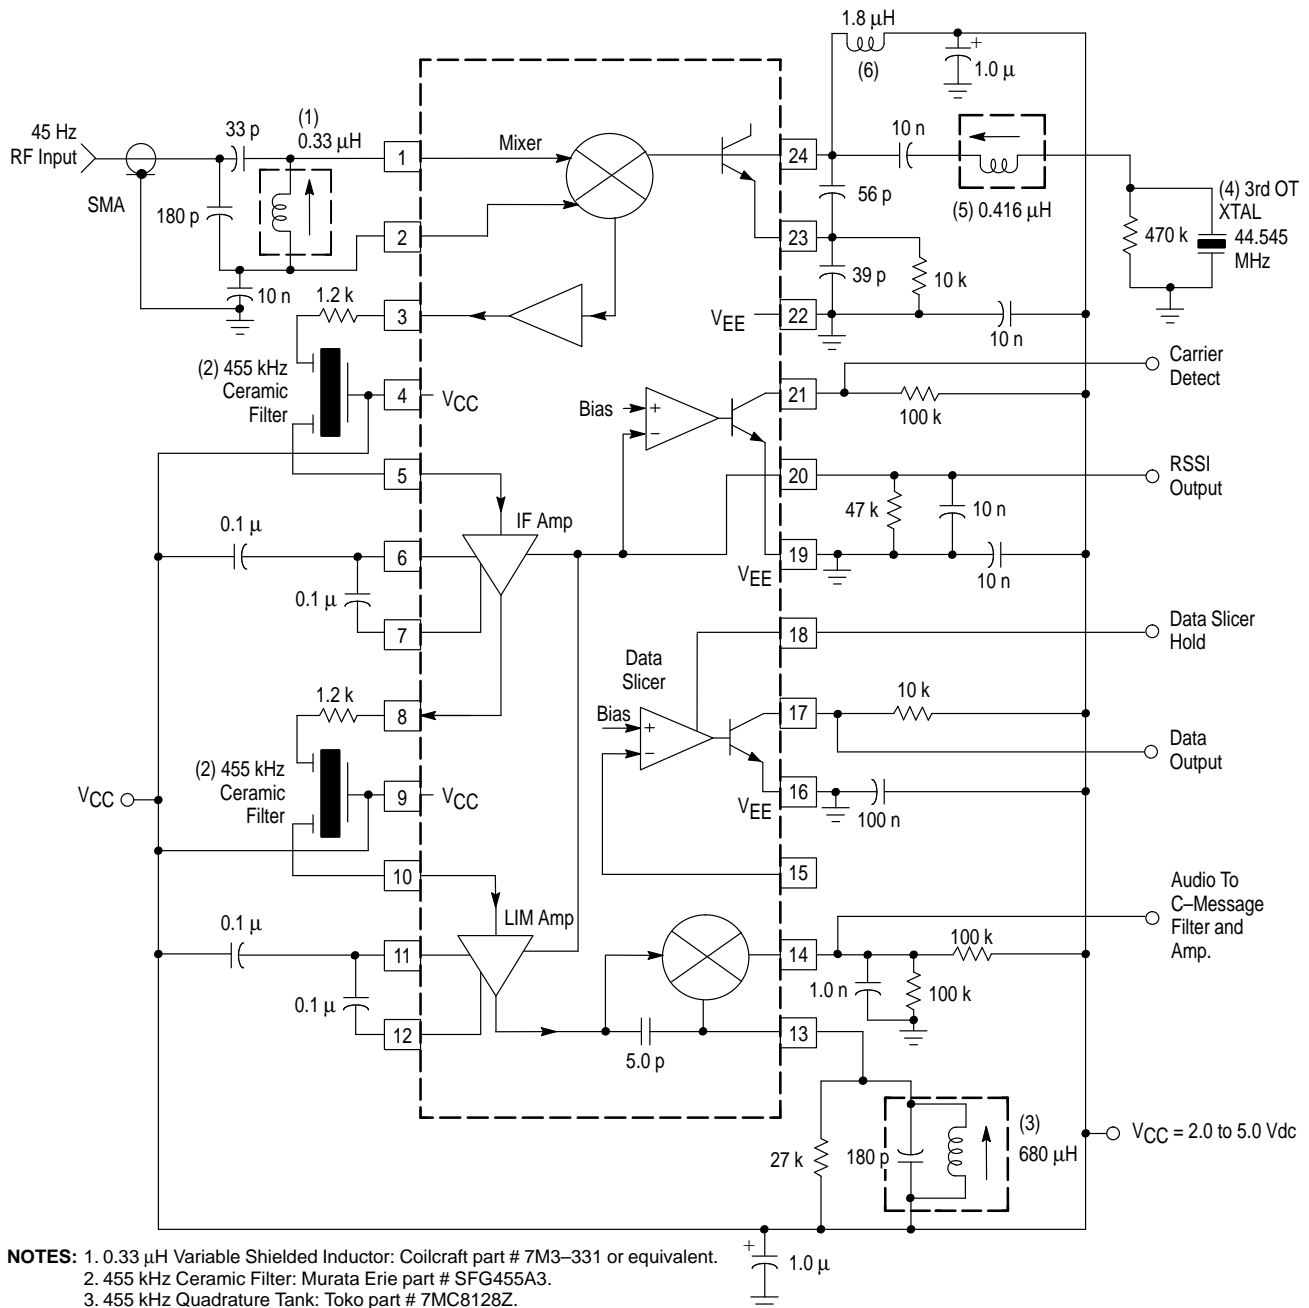 1.8 μH
(6)
+
1.0 μ
45 Hz
RF Input
SMA
33 p
(1)
0.33 μH
180 p
10 n
1
2
Mixer
24
10 n
(5) 0.416 μH
56 p
23
39 p
10 k
VEE
22
10 n
470 k
(4) 3rd OT
XTAL
44.545
MHz
1.2 k
3
(2) 455 kHz
Ceramic
Filter
4
VCC
5
Bias
+
−
21
100 k
Carrier
Detect
20
47 k
10 n
RSSI
Output
IF Amp
0.1 μ
6
0.1 μ
7
VEE
19
10 n
18
Data Slicer
Hold
Data
Slicer
Bias
+
−
1.2 k
8
17
10 k
Data
Output
(2) 455 kHz
Ceramic
Filter
VCC
9
VCC
VEE
16
100 n
10
15
LIM Amp
0.1 μ
11
0.1 μ
12
14
1.0 n
100 k
100 k
Audio To
C–Message
Filter and
Amp.
5.0 p
13
27 k
180 p
(3)
680 μH
VCC = 2.0 to 5.0 Vdc
+
1.0 μ
NOTES: 1. 0.33 μH Variable Shielded Inductor: Coilcraft part # 7M3–331 or equivalent.
2. 455 kHz Ceramic Filter: Murata Erie part # SFG455A3.
3. 455 kHz Quadrature Tank: Toko part # 7MC8128Z.